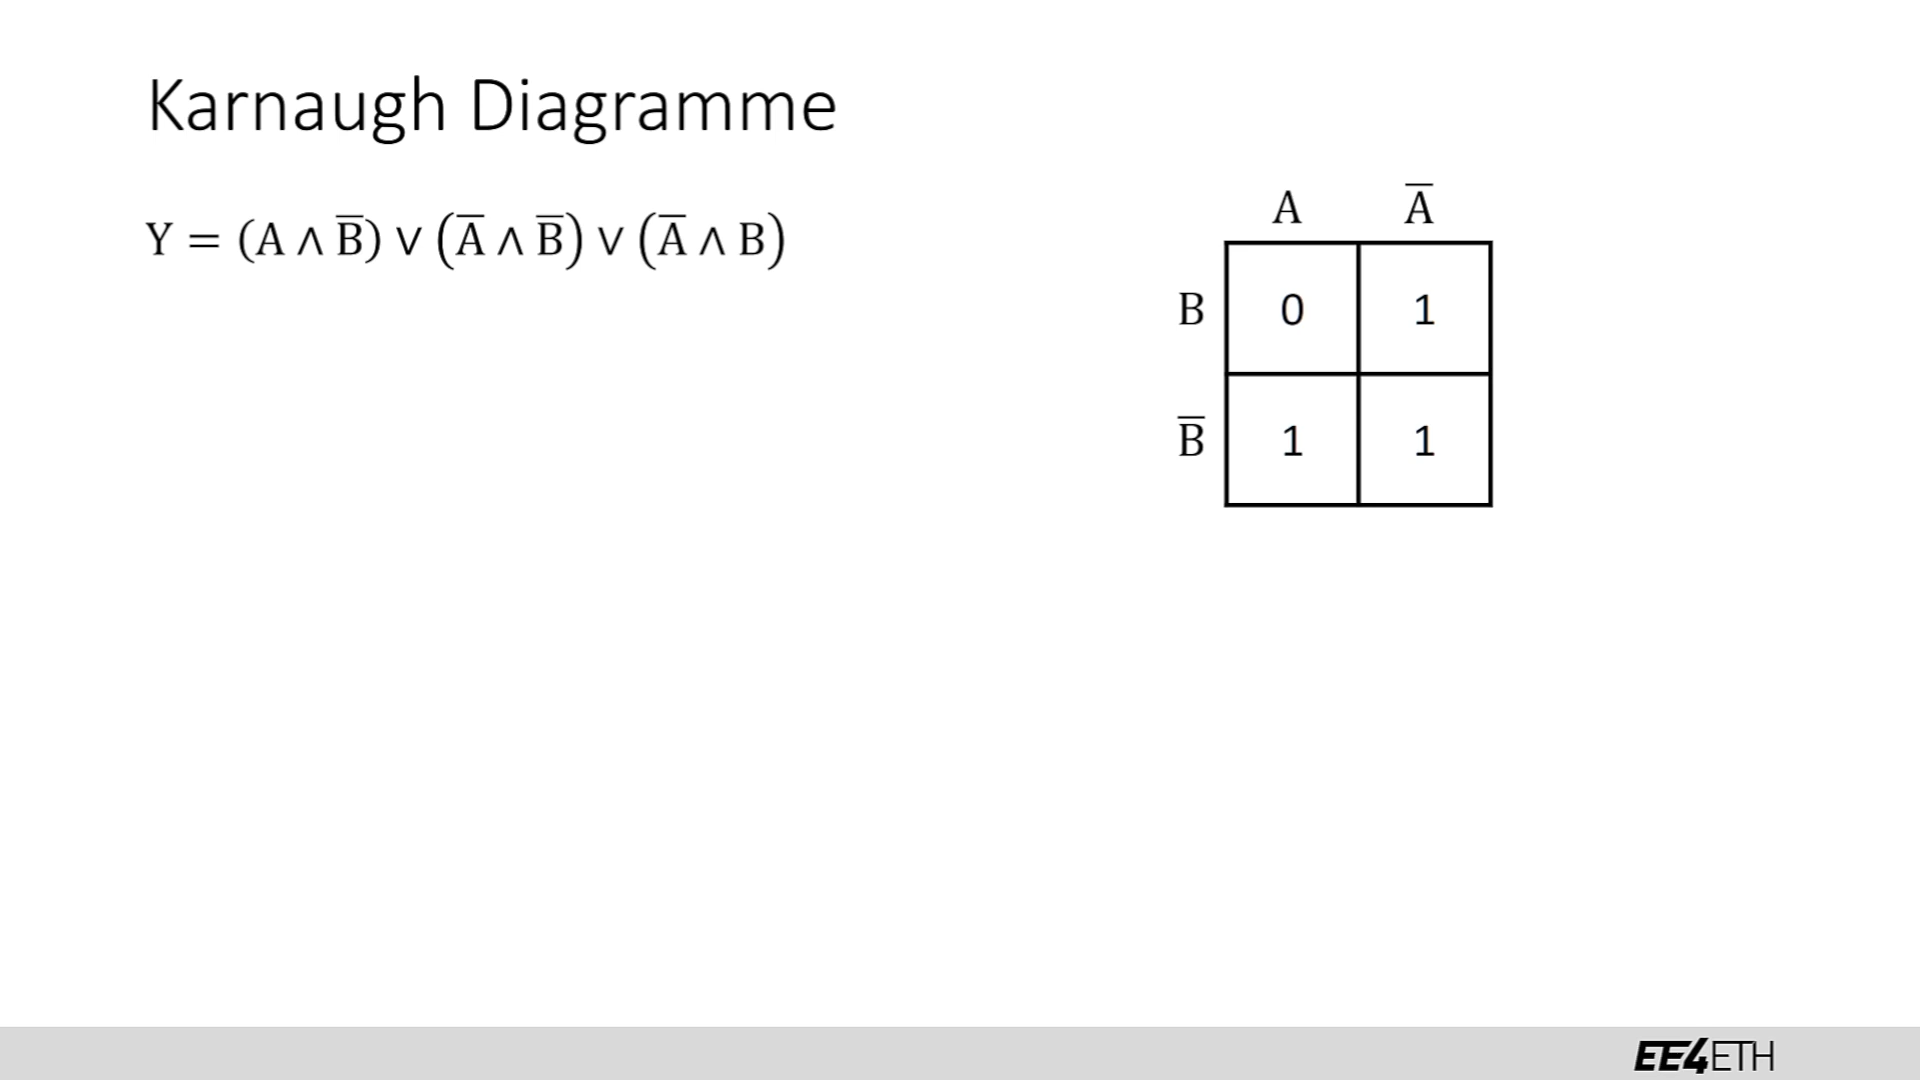 Karnaugh Diagramme
Y = (A ∧ B̅) ∨ (A̅ ∧ B̅) ∨ (A̅ ∧ B)
A A̅
B 0 1
B̅ 1 1
EE4ETH